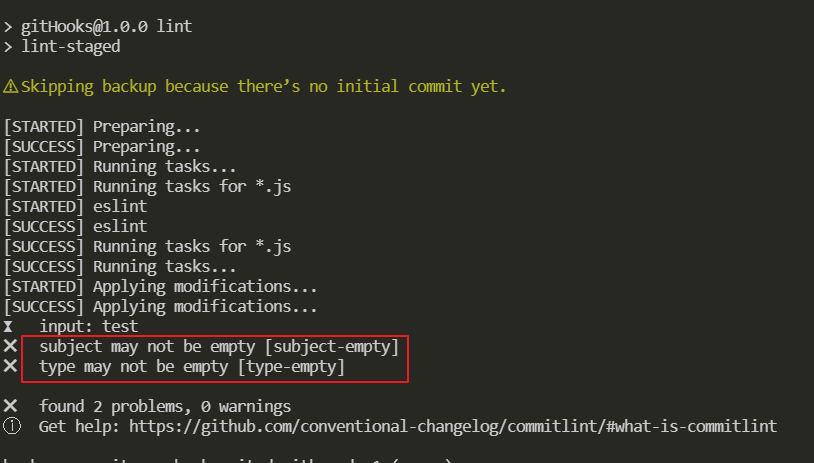 > gitHooks@1.0.0 lint
> lint-staged
⚠Skipping backup because there’s no initial commit yet.
[STARTED] Preparing...
[SUCCESS] Preparing...
[STARTED] Running tasks...
[STARTED] Running tasks for *.js
[STARTED] eslint
[SUCCESS] eslint
[SUCCESS] Running tasks for *.js
[SUCCESS] Running tasks...
[STARTED] Applying modifications...
[SUCCESS] Applying modifications...
⧗ input: test
✖ subject may not be empty [subject-empty]
✖ type may not be empty [type-empty]
✖ found 2 problems, 0 warnings
ⓘ Get help: https://github.com/conventional-changelog/commitlint/#what-is-commitlint